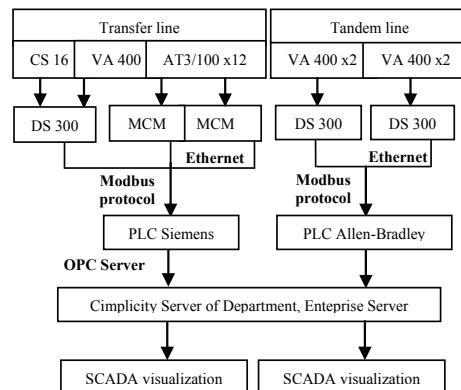 Transfer line Tandem line
CS 16 VA 400 AT3/100 x12 VA 400 x2 VA 400 x2
DS 300 MCM MCM DS 300 DS 300
Ethernet Ethernet
Modbus protocol Modbus protocol
PLC Siemens PLC Allen-Bradley
OPC Server
Cimplicity Server of Department, Enteprise Server
SCADA visualization SCADA visualization